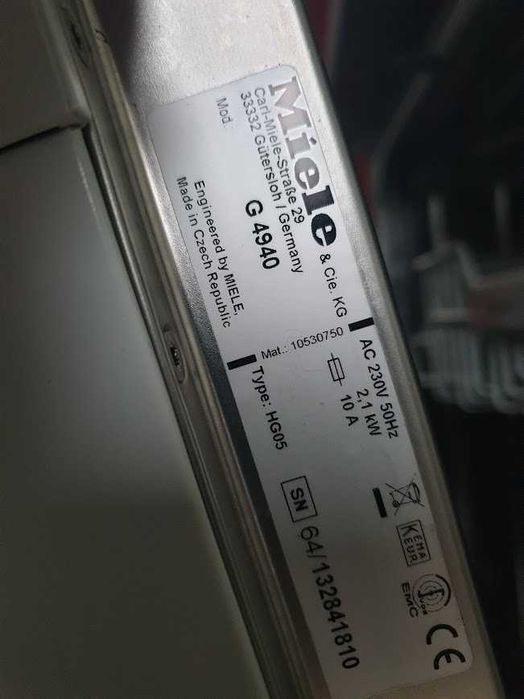 Miele & Cie. KG
Carl-Miele-Straße 29
33332 Gütersloh / Germany
Mod. G 4940
Engineered by MIELE,
Made in Czech Republic
Mat.: 10530750
Type: HG05
AC 230V 50Hz
2,1 kW
10 A
SN 64/132841810
KEMA
KEUR
EMC
CE